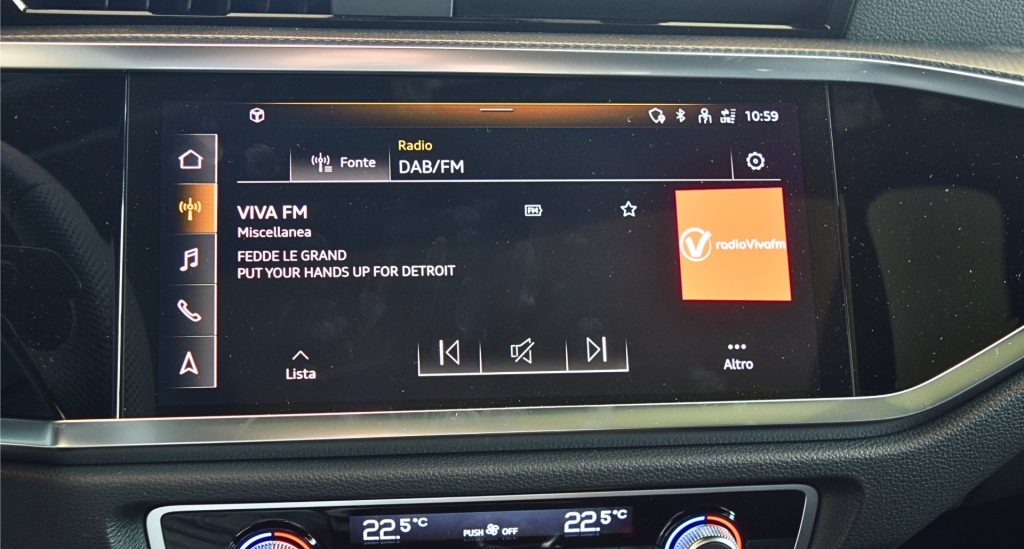 10:59
Radio
Fonte DAB/FM
VIVA FM
FM
Miscellanea
FEDDE LE GRAND
PUT YOUR HANDS UP FOR DETROIT
radioVivafm
Lista
Altro
22.5°C PUSH OFF 22.5°C